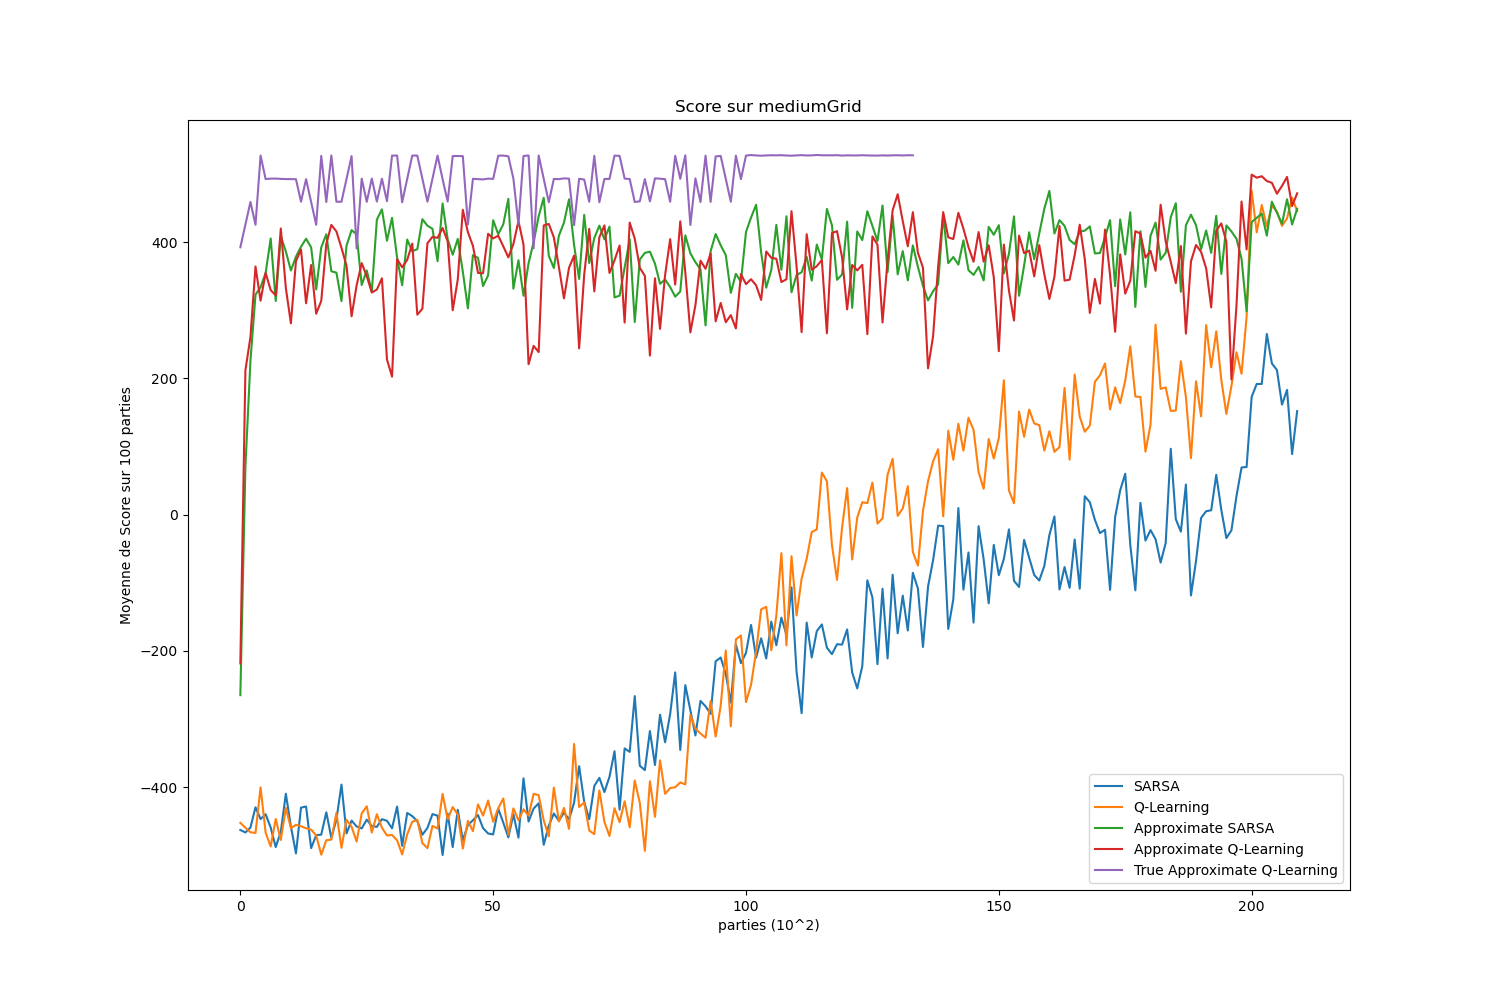 Score sur mediumGrid
Moyenne de Score sur 100 parties
400
200
0
−200
−400
0
50
100
150
200
parties (10^2)
SARSA
Q-Learning
Approximate SARSA
Approximate Q-Learning
True Approximate Q-Learning